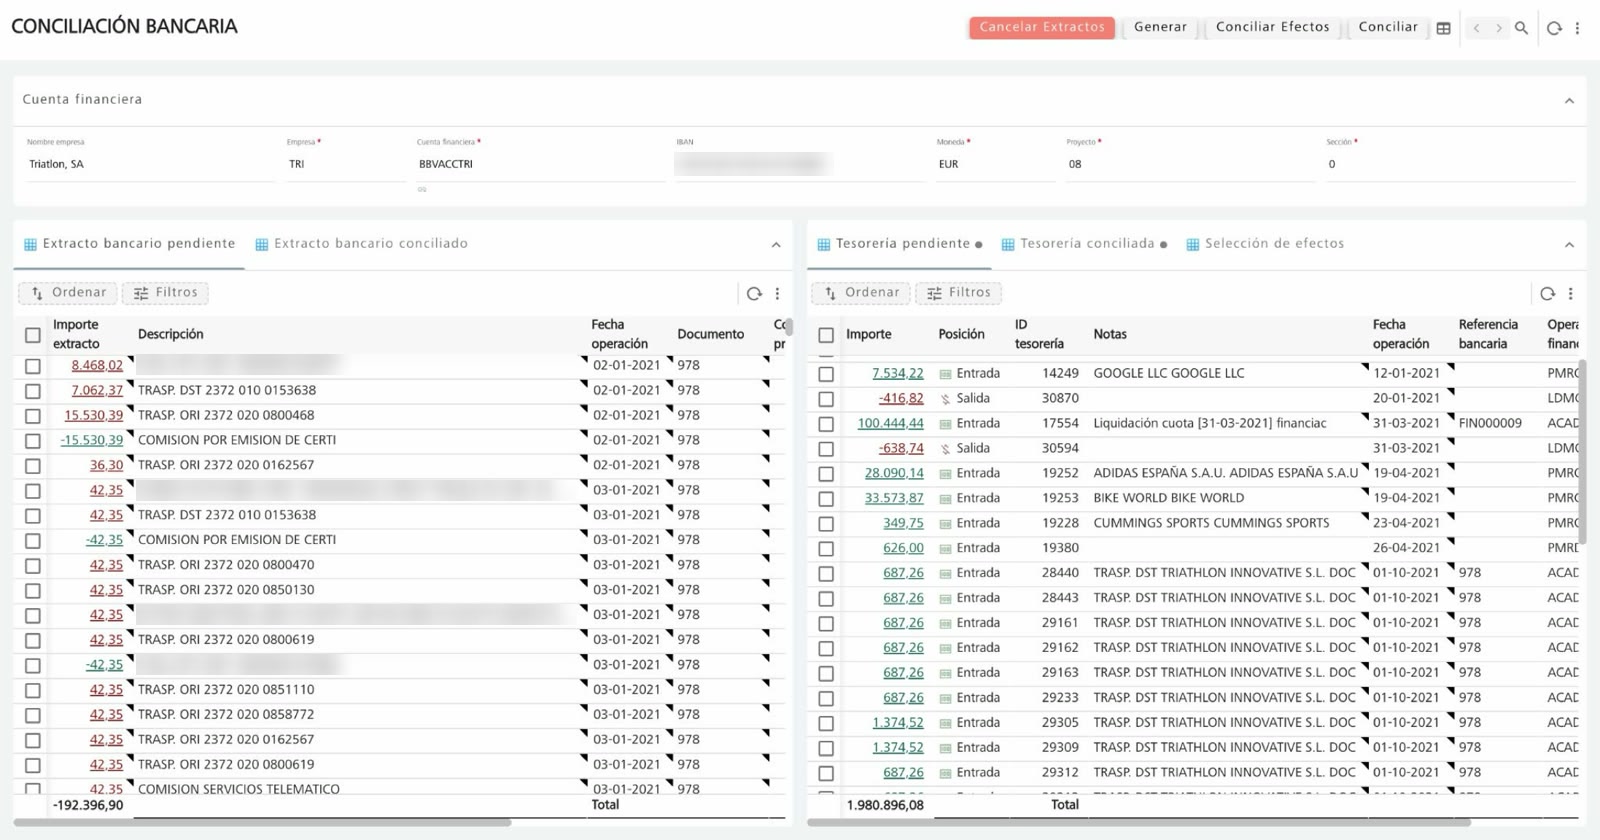 CONCILIACIÓN BANCARIA
Cancelar Extractos Generar Conciliar Efectos Conciliar
Cuenta financiera
Nombre empresa Empresa * Cuenta financiera * IBAN Moneda * Proyecto * Sección *
Triatlon, SA TRI BBVACCTRI EUR 08 0
Extracto bancario pendiente Extracto bancario conciliado
Ordenar Filtros
Importe extracto Descripción Fecha operación Documento
8.468,02 02-01-2021 978
7.062,37 TRASP. DST 2372 010 0153638 02-01-2021 978
15.530,39 TRASP. ORI 2372 020 0800468 02-01-2021 978
-15.530,39 COMISION POR EMISION DE CERTI 02-01-2021 978
36,30 TRASP. ORI 2372 020 0162567 02-01-2021 978
42,35 03-01-2021 978
42,35 TRASP. DST 2372 010 0153638 03-01-2021 978
-42,35 COMISION POR EMISION DE CERTI 03-01-2021 978
42,35 TRASP. ORI 2372 020 0800470 03-01-2021 978
42,35 TRASP. ORI 2372 020 0850130 03-01-2021 978
42,35 03-01-2021 978
42,35 TRASP. ORI 2372 020 0800619 03-01-2021 978
-42,35 03-01-2021 978
42,35 TRASP. ORI 2372 020 0851110 03-01-2021 978
42,35 TRASP. ORI 2372 020 0858772 03-01-2021 978
42,35 TRASP. ORI 2372 020 0162567 03-01-2021 978
42,35 TRASP. ORI 2372 020 0800619 03-01-2021 978
42,35 COMISION SERVICIOS TELEMATICO 03-01-2021 978
-192.396,90 Total
Tesorería pendiente Tesorería conciliada Selección de efectos
Ordenar Filtros
Importe Posición ID tesorería Notas Fecha operación Referencia bancaria Opera finan
7.534,22 Entrada 14249 GOOGLE LLC GOOGLE LLC 12-01-2021 PMRC
-416,82 Salida 30870 20-01-2021 LDMC
100.444,44 Entrada 17554 Liquidación cuota [31-03-2021] financiac 31-03-2021 FIN000009 ACAD
-638,74 Salida 30594 31-03-2021 LDMC
28.090,14 Entrada 19252 ADIDAS ESPAÑA S.A.U. ADIDAS ESPAÑA S.A.U 19-04-2021 PMRC
33.573,87 Entrada 19253 BIKE WORLD BIKE WORLD 19-04-2021 PMRC
349,75 Entrada 19228 CUMMINGS SPORTS CUMMINGS SPORTS 23-04-2021 PMRC
626,00 Entrada 19380 26-04-2021 PMRD
687,26 Entrada 28440 TRASP. DST TRIATHLON INNOVATIVE S.L. DOC 01-10-2021 978 ACAD
687,26 Entrada 28443 TRASP. DST TRIATHLON INNOVATIVE S.L. DOC 01-10-2021 978 ACAD
687,26 Entrada 29161 TRASP. DST TRIATHLON INNOVATIVE S.L. DOC 01-10-2021 978 ACAD
687,26 Entrada 29162 TRASP. DST TRIATHLON INNOVATIVE S.L. DOC 01-10-2021 978 ACAD
687,26 Entrada 29163 TRASP. DST TRIATHLON INNOVATIVE S.L. DOC 01-10-2021 978 ACAD
687,26 Entrada 29233 TRASP. DST TRIATHLON INNOVATIVE S.L. DOC 01-10-2021 978 ACAD
1.374,52 Entrada 29305 TRASP. DST TRIATHLON INNOVATIVE S.L. DOC 01-10-2021 978 ACAD
1.374,52 Entrada 29309 TRASP. DST TRIATHLON INNOVATIVE S.L. DOC 01-10-2021 978 ACAD
687,26 Entrada 29312 TRASP. DST TRIATHLON INNOVATIVE S.L. DOC 01-10-2021 978 ACAD
1.980.896,08 Total